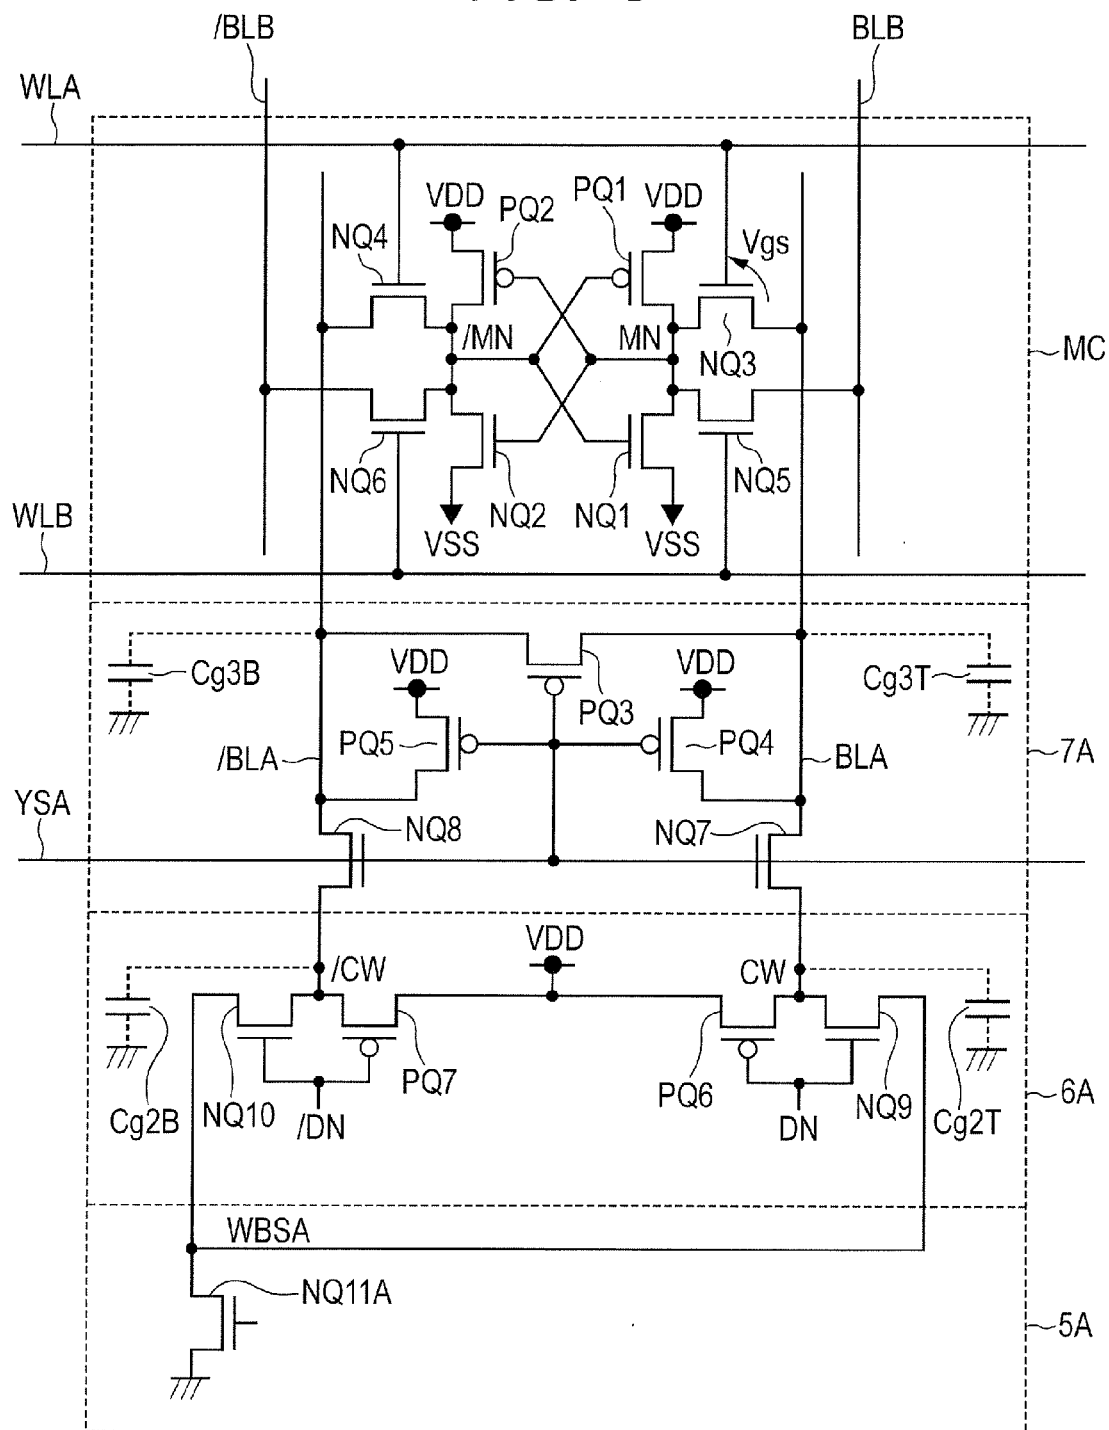 /BLB
BLB
WLA
VDD
PQ2
PQ1
VDD
NQ4
Vgs
/MN
MN
NQ3
MC
NQ6
NQ2
NQ1
NQ5
WLB
VSS
VSS
Cg3B
VDD
PQ3
VDD
Cg3T
PQ5
PQ4
/BLA
BLA
7A
YSA
NQ8
NQ7
VDD
/CW
CW
PQ7
PQ6
NQ10
NQ9
6A
Cg2B
/DN
DN
Cg2T
WBSA
NQ11A
5A